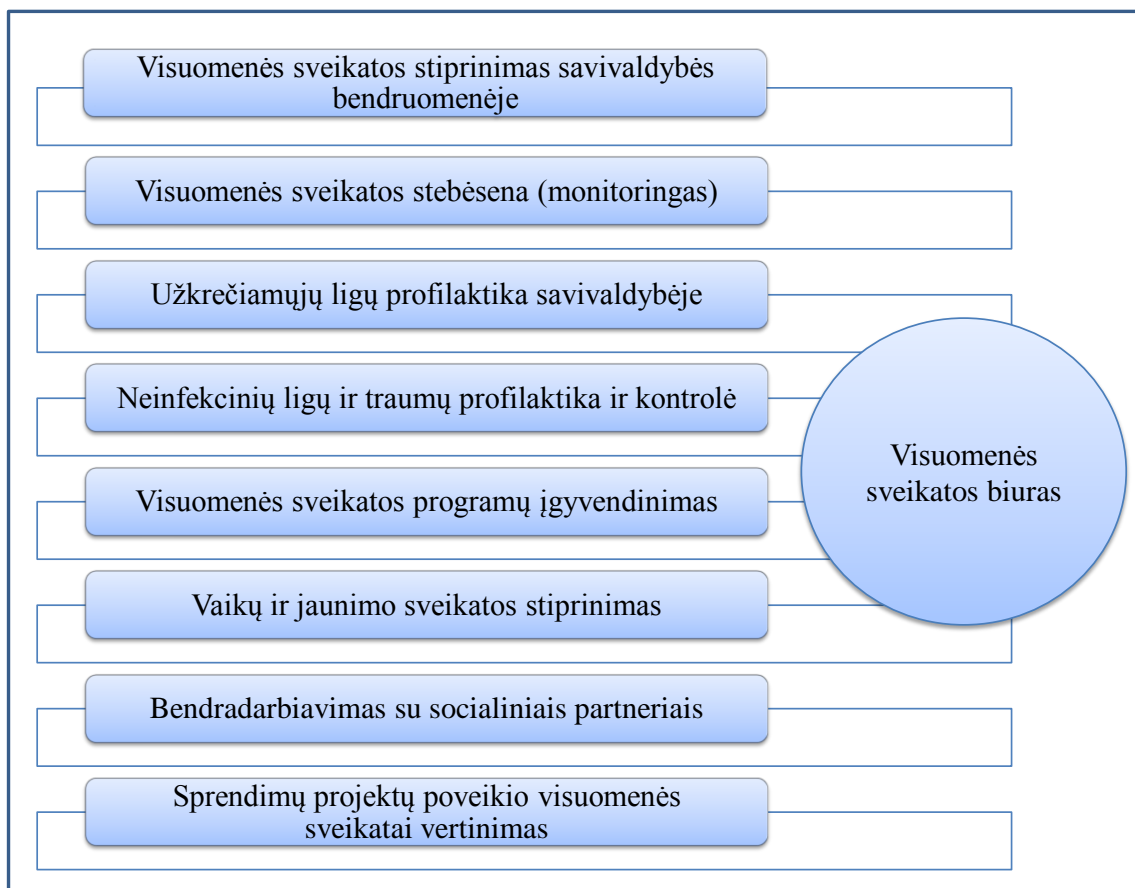 Visuomenės sveikatos stiprinimas savivaldybės
bendruomenėje
Visuomenės sveikatos stebėsena (monitoringas)
Užkrečiamųjų ligų profilaktika savivaldybėje
Neinfekcinių ligų ir traumų profilaktika ir kontrolė
Visuomenės sveikatos programų įgyvendinimas
Vaikų ir jaunimo sveikatos stiprinimas
Bendradarbiavimas su socialiniais partneriais
Sprendimų projektų poveikio visuomenės
sveikatai vertinimas
Visuomenės
sveikatos biuras